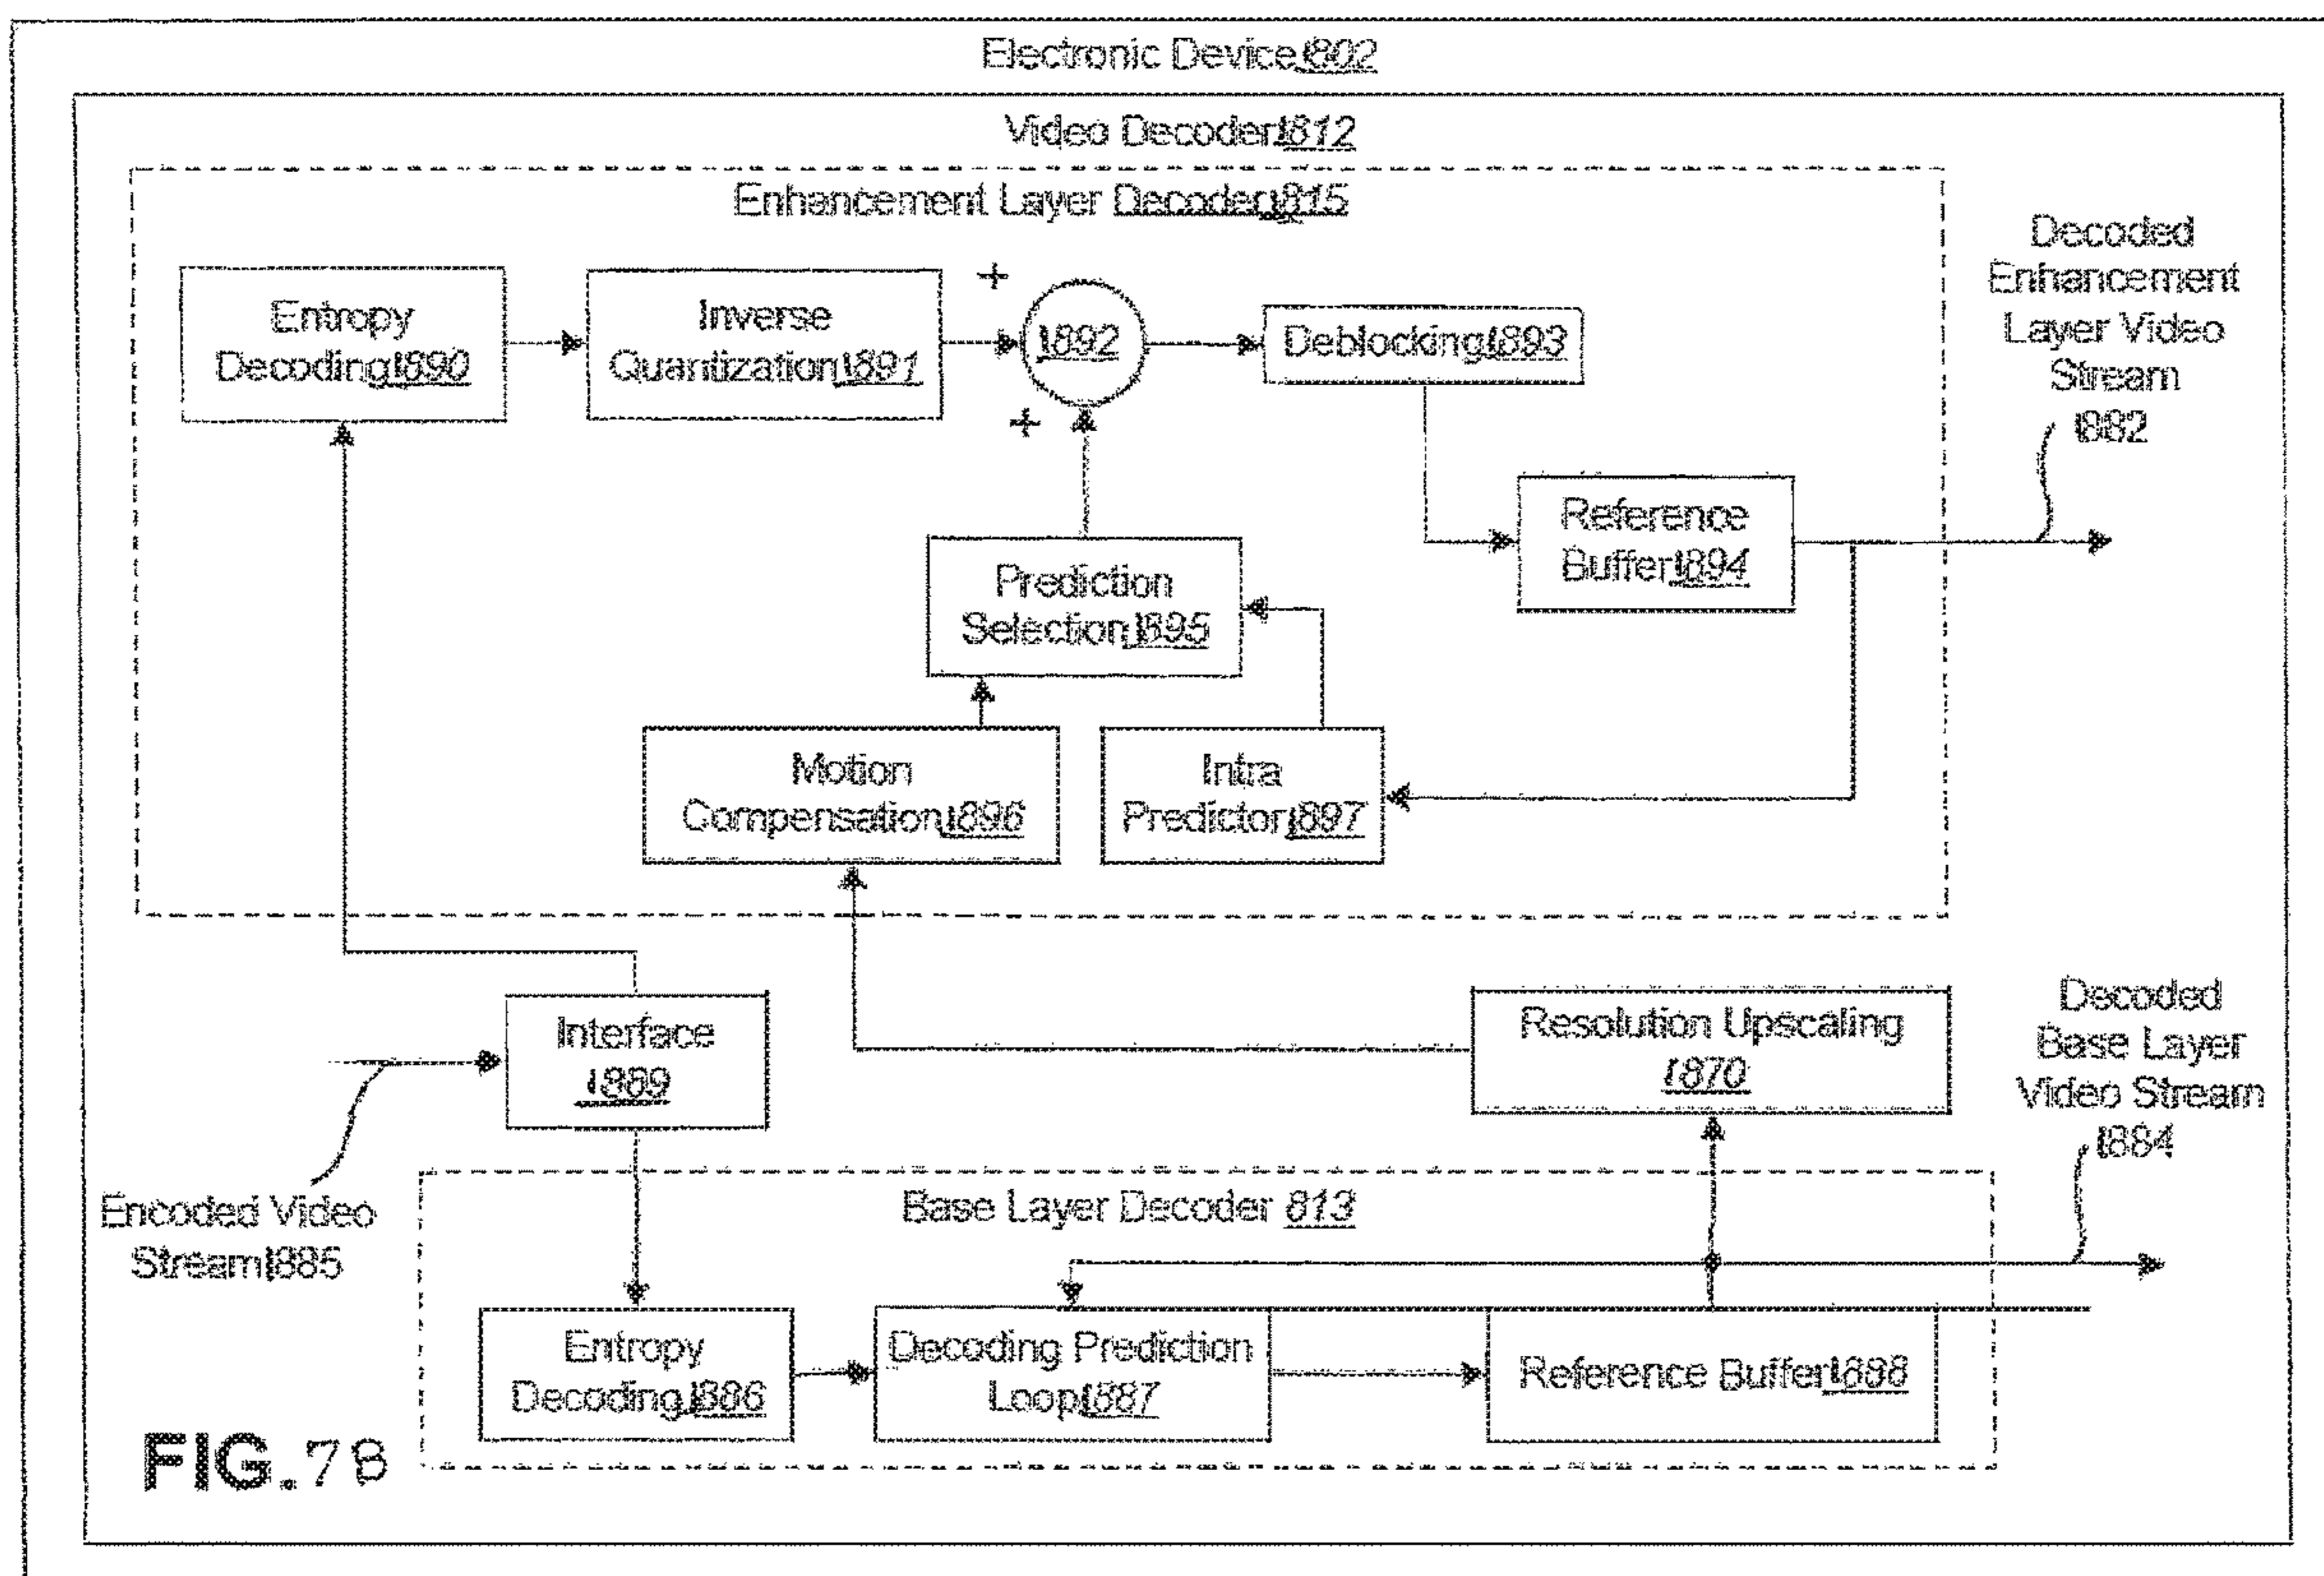 Electronic Device 1802
Video Decoder 1812
Enhancement Layer Decoder 1815
Entropy
Decoding 1890
Inverse
Quantization 1891
+
+
1892
Deblocking 1893
Decoded
Enhancement
Layer Video
Stream
1882
Reference
Buffer 1894
Prediction
Selection 1895
Motion
Compensation 1896
Intra
Predictor 1897
Interface
1889
Resolution Upscaling
1870
Decoded
Base Layer
Video Stream
1884
Encoded Video
Stream 1885
Base Layer Decoder 813
Entropy
Decoding 1886
Decoding Prediction
Loop 1887
Reference Buffer 1888
FIG. 7B